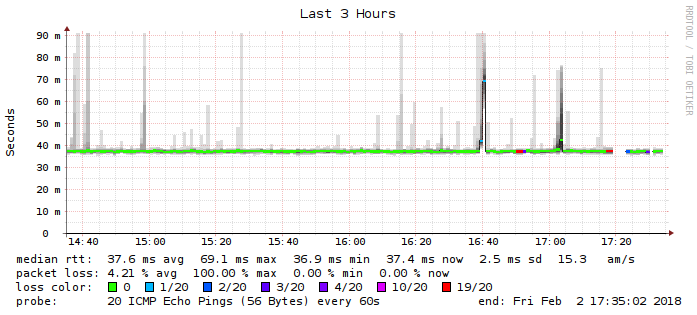 Last 3 Hours
RRDTOOL / TOBI OETIKER
Seconds
90 m
80 m
70 m
60 m
50 m
40 m
30 m
20 m
10 m
0
14:40 15:00 15:20 15:40 16:00 16:20 16:40 17:00 17:20
median rtt: 37.6 ms avg 69.1 ms max 36.9 ms min 37.4 ms now 2.5 ms sd 15.3 am/s
packet loss: 4.21 % avg 100.00 % max 0.00 % min 0.00 % now
loss color: 0 1/20 2/20 3/20 4/20 10/20 19/20
probe: 20 ICMP Echo Pings (56 Bytes) every 60s end: Fri Feb 2 17:35:02 2018